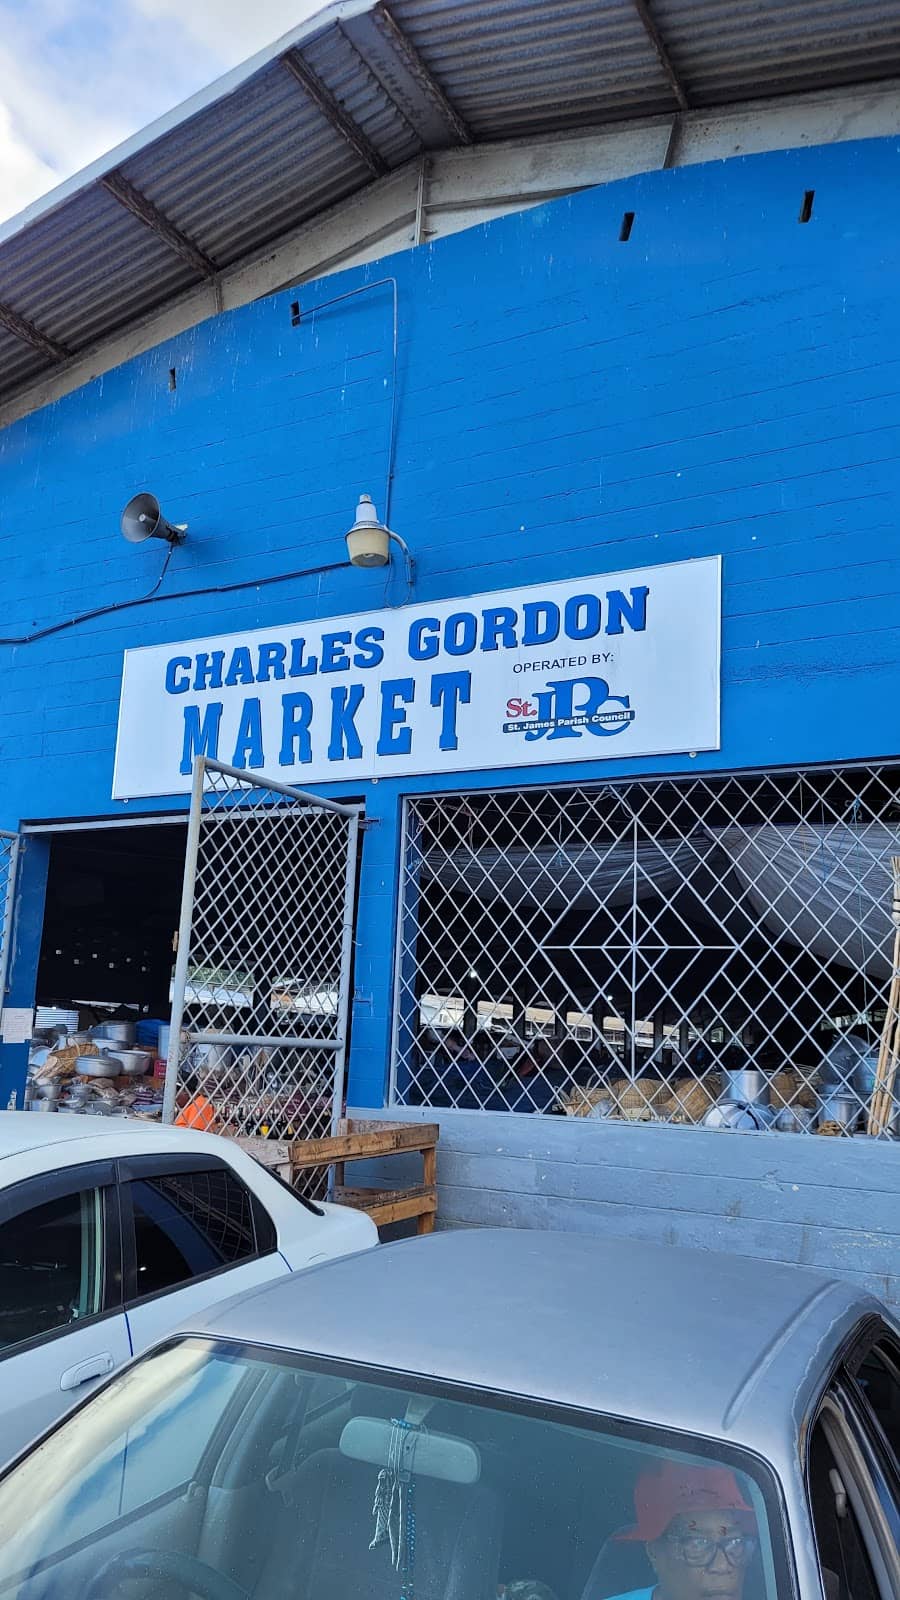 CHARLES GORDON
MARKET
OPERATED BY:
St. JPC
St. James Parish Council